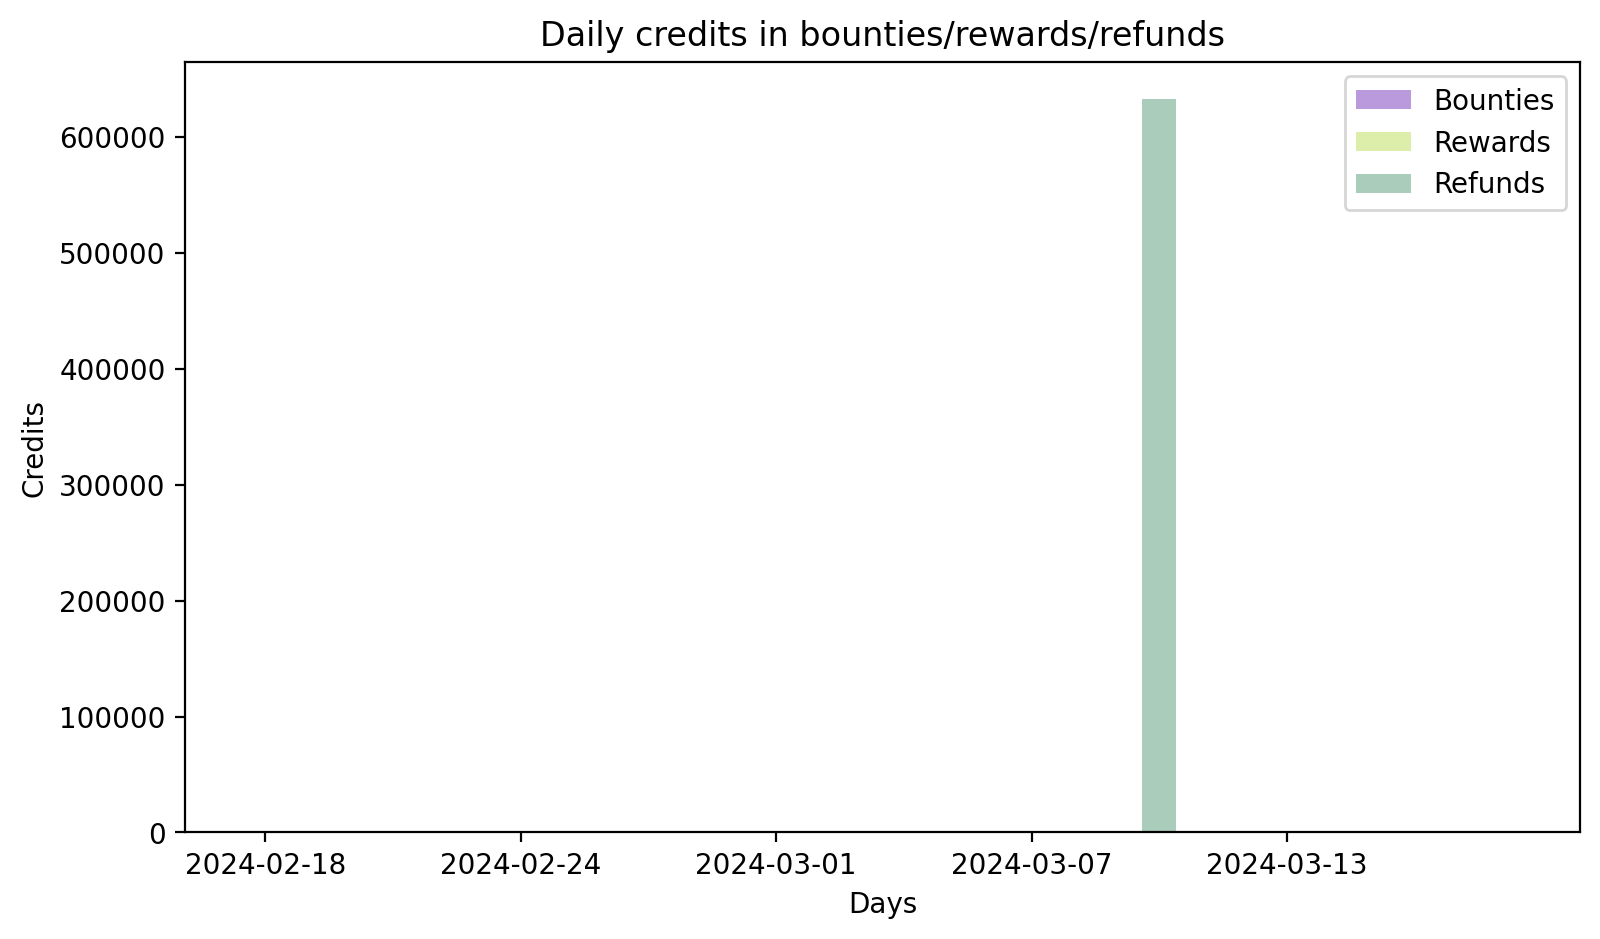 Daily credits in bounties/rewards/refunds
Bounties
Rewards
Refunds
Credits
600000
500000
400000
300000
200000
100000
0
2024-02-18 2024-02-24 2024-03-01 2024-03-07 2024-03-13
Days